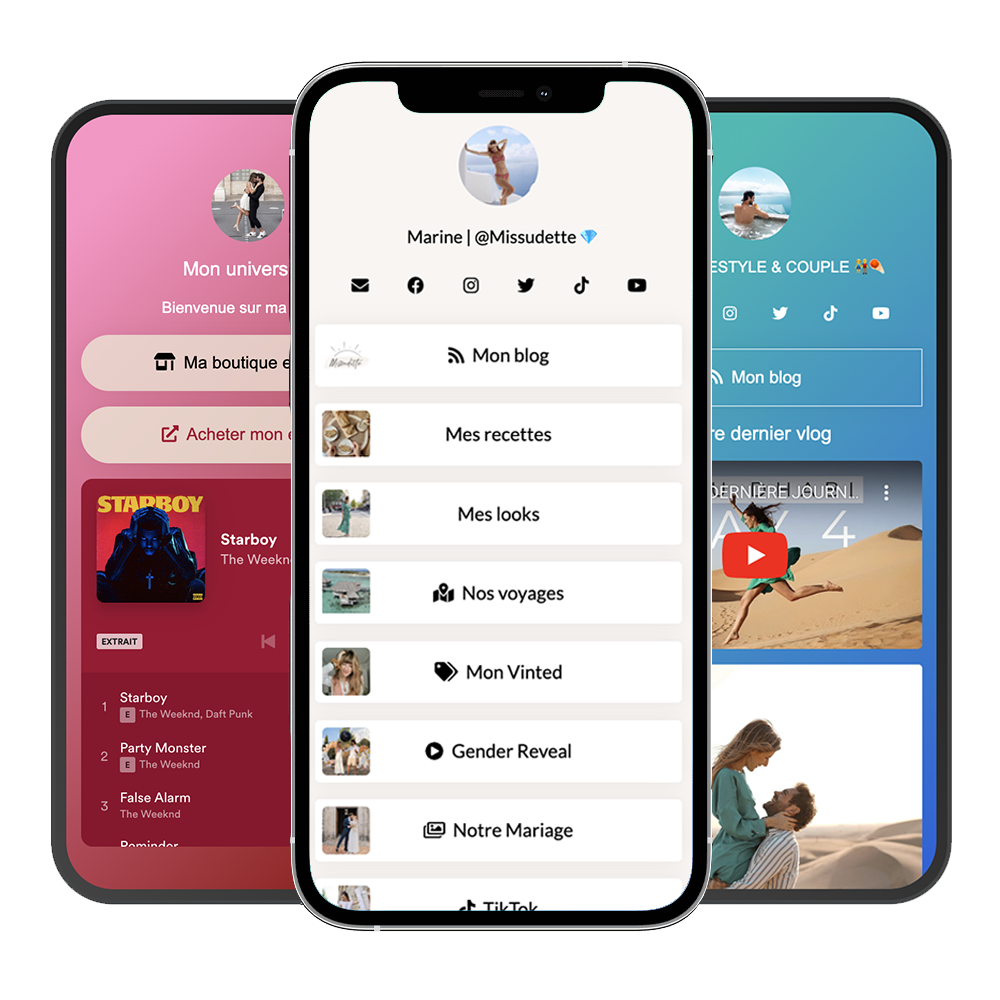 Mon univers
Bienvenue sur ma
Ma boutique e
Acheter mon
STARBOY
Starboy
The Weekn
EXTRAIT
1
Starboy
E The Weeknd, Daft Punk
2
Party Monster
E The Weeknd
3
False Alarm
The Weeknd
Reminder
Marine | @Missudette 💎
Missudette
Mon blog
Mes recettes
Mes looks
Nos voyages
Mon Vinted
Gender Reveal
Notre Mariage
TikTok
ESTYLE & COUPLE
Mon blog
re dernier vlog
DERNIÈRE JOURN...
AY 4